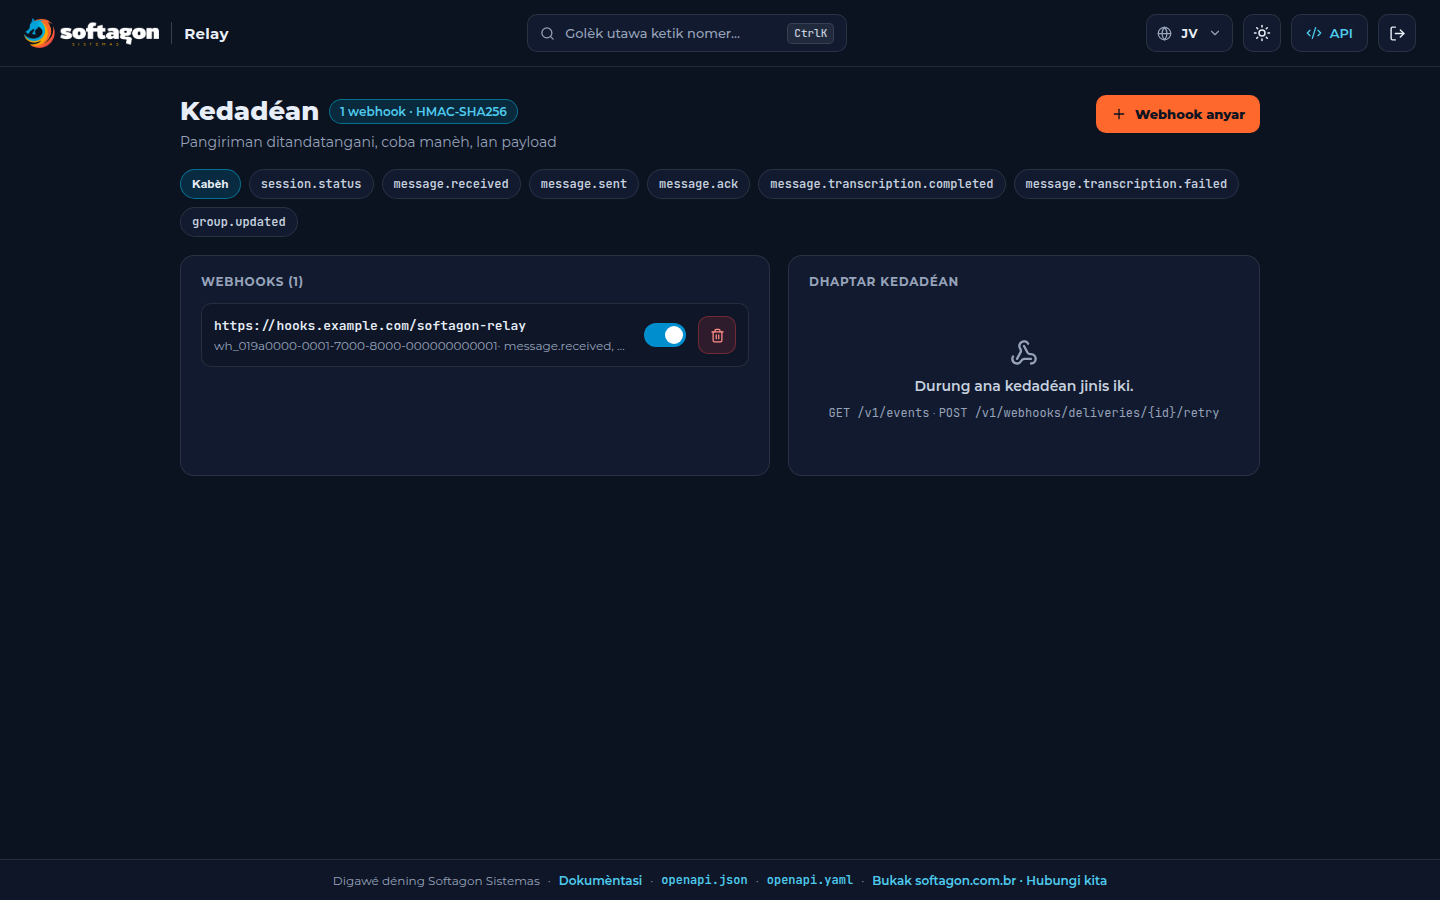 softagon
SISTEMAS
Relay
Golèk utawa ketik nomer...
CtrlK
JV
API
Kedadéan
1 webhook · HMAC-SHA256
Webhook anyar
Pangiriman ditandatangani, coba manèh, lan payload
Kabèh
session.status
message.received
message.sent
message.ack
message.transcription.completed
message.transcription.failed
group.updated
WEBHOOKS (1)
https://hooks.example.com/softagon-relay
wh_019a0000-0001-7000-8000-000000000001· message.received, ...
DHAPTAR KEDADÉAN
Durung ana kedadéan jinis iki.
GET /v1/events · POST /v1/webhooks/deliveries/{id}/retry
Digawé déning Softagon Sistemas · Dokumèntasi · openapi.json · openapi.yaml · Bukak softagon.com.br · Hubungi kita